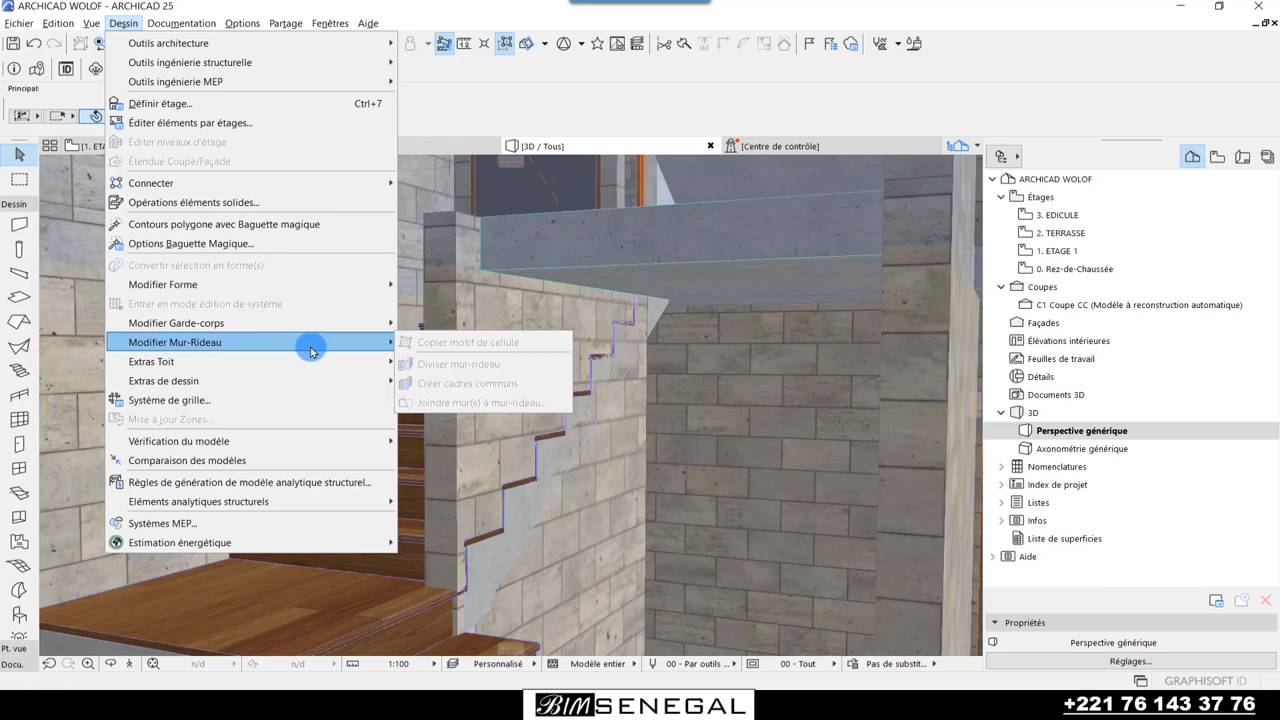 ARCHICAD WOLOF - ARCHICAD 25
Fichier Edition Vue Dessin Documentation Options Partage Fenêtres Aide
Principal:
Outils architecture
Outils ingénierie structurelle
Outils ingénierie MEP
Définir étage... Ctrl+7
Éditer éléments par étages...
Éditer niveaux d'étage
Étendue Coupe/Façade
Connecter
Opérations éléments solides...
Contours polygone avec Baguette magique
Options Baguette Magique...
Convertir sélection en forme(s)
Modifier Forme
Entrer en mode édition de système
Modifier Garde-corps
Modifier Mur-Rideau
Extras Toit
Extras de dessin
Système de grille...
Mise à jour Zones...
Vérification du modèle
Comparaison des modèles
Règles de génération de modèle analytique structurel...
Eléments analytiques structurels
Systèmes MEP...
Estimation énergétique
Copier motif de cellule
Diviser mur-rideau
Créer cadres communs
Joindre mur(s) à mur-rideau...
[1. ETA
[3D / Tous]
[Centre de contrôle]
Dessin
Pt. vue
Docu.
ARCHICAD WOLOF
Étages
3. EDICULE
2. TERRASSE
1. ETAGE 1
0. Rez-de-Chaussée
Coupes
C1 Coupe CC (Modèle à reconstruction automatique)
Façades
Élévations intérieures
Feuilles de travail
Détails
Documents 3D
3D
Perspective générique
Axonométrie générique
Nomenclatures
Index de projet
Listes
Infos
Liste de superficies
Aide
Propriétés
Perspective générique
Réglages...
n/d n/d 1:100 Personnalisé Modèle entier 00 - Par outils ... 00 - Tout Pas de substit...
GRAPHISOFT ID
BIMSENEGAL
+221 76 143 37 76